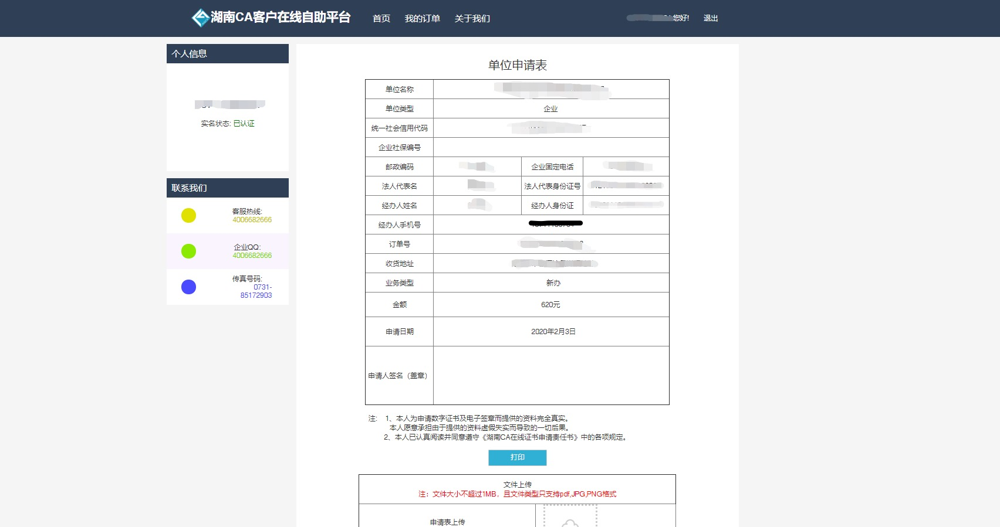 湖南CA客户在线自助平台 首页 我的订单 关于我们 您好! 退出
个人信息
实名状态: 已认证
联系我们
客服热线:
4006682666
企业QQ:
4006682666
传真号码:
0731-
85172903
单位申请表
单位名称
单位类型 企业
统一社会信用代码
企业社保编号
邮政编码 企业固定电话
法人代表名 法人代表身份证号
经办人姓名 经办人身份证
经办人手机号
订单号
收货地址
业务类型 新办
金额 620元
申请日期 2020年2月3日
申请人签名（盖章）
注: 1、本人为申请数字证书及电子签章而提供的资料完全真实。
本人愿意承担由于提供的资料虚假失实而导致的一切后果。
2、本人已认真阅读并同意遵守《湖南CA在线证书申请责任书》中的各项规定。
打印
文件上传
注：文件大小不超过1MB，且文件类型只支持pdf,JPG,PNG格式
申请表上传